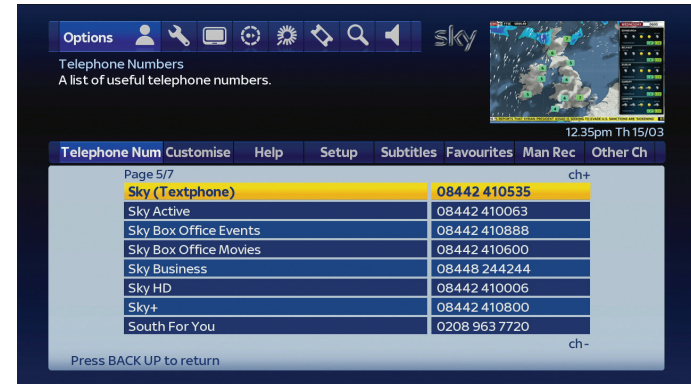 Options
sky
Telephone Numbers
A list of useful telephone numbers.
12.35pm Th 15/03
Telephone Num Customise Help Setup Subtitles Favourites Man Rec Other Ch
Page 5/7 ch+
Sky (Textphone) 08442 410535
Sky Active 08442 410063
Sky Box Office Events 08442 410888
Sky Box Office Movies 08442 410600
Sky Business 08448 244244
Sky HD 08442 410006
Sky+ 08442 410800
South For You 0208 963 7720
ch-
Press BACK UP to return